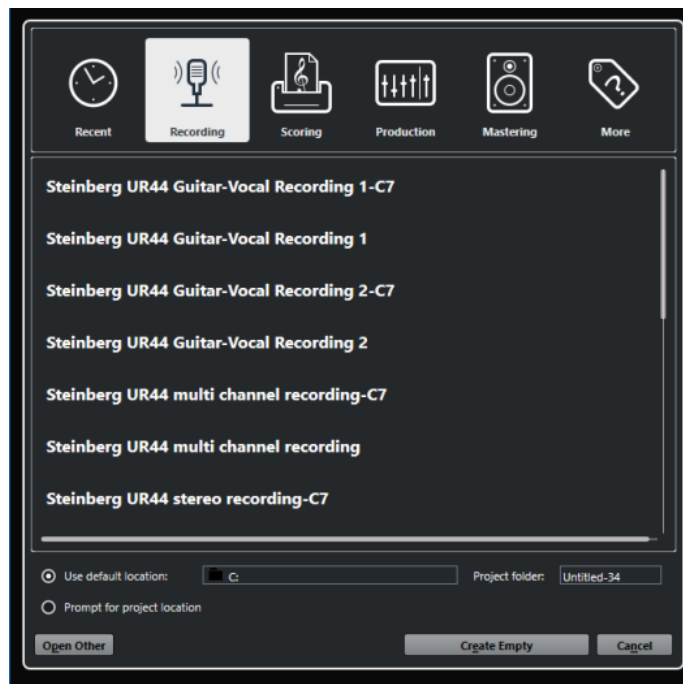 Recent
Recording
Scoring
Production
Mastering
More
Steinberg UR44 Guitar-Vocal Recording 1-C7
Steinberg UR44 Guitar-Vocal Recording 1
Steinberg UR44 Guitar-Vocal Recording 2-C7
Steinberg UR44 Guitar-Vocal Recording 2
Steinberg UR44 multi channel recording-C7
Steinberg UR44 multi channel recording
Steinberg UR44 stereo recording-C7
Use default location: C: Project folder: Untitled-34
Prompt for project location
Open Other Create Empty Cancel